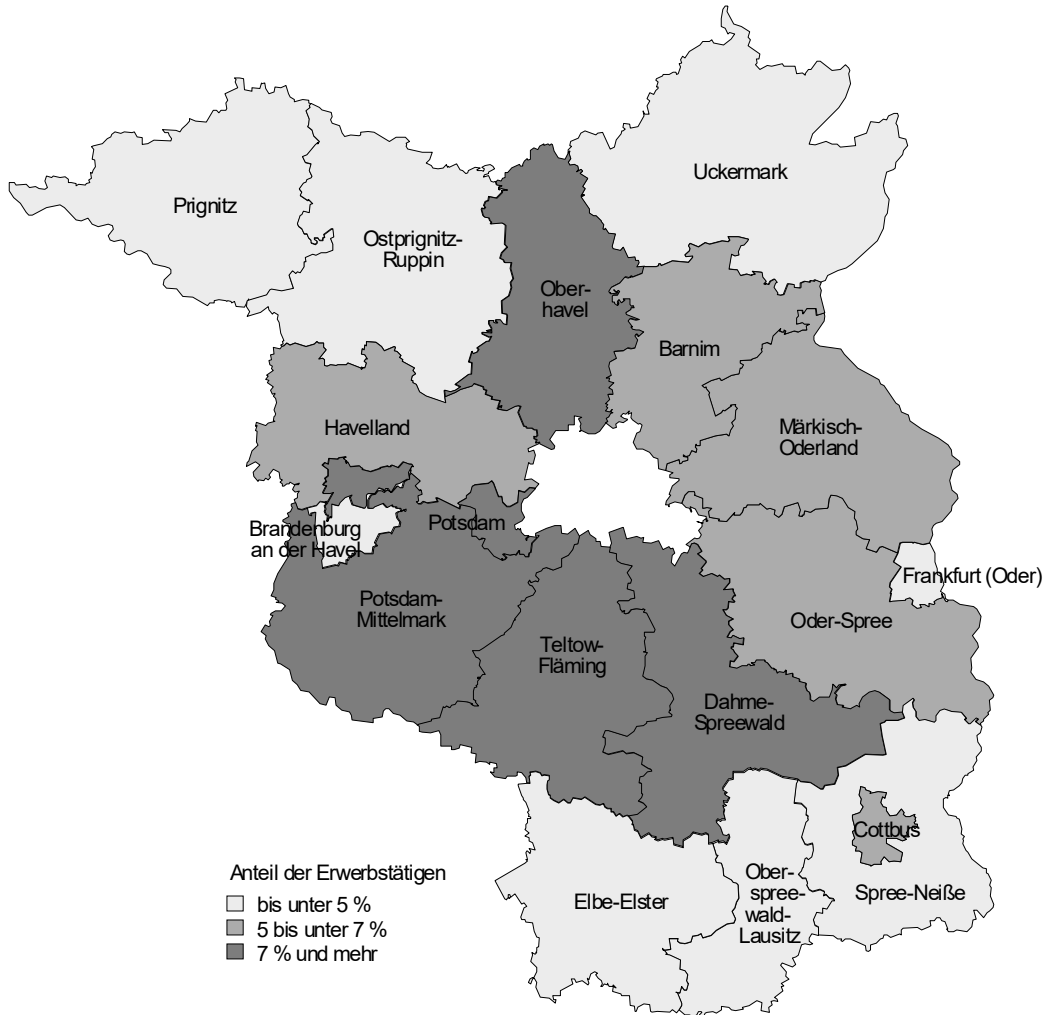 Uckermark
Prignitz
Ostprignitz-
Ruppin
Ober-
havel
Barnim
Havelland
Märkisch-
Oderland
Brandenburg
an der Havel
Potsdam
Frankfurt (Oder)
Potsdam-
Mittelmark
Oder-Spree
Teltow-
Fläming
Dahme-
Spreewald
Cottbus
Anteil der Erwerbstätigen
bis unter 5 %
5 bis unter 7 %
7 % und mehr
Elbe-Elster
Ober-
spree-
wald-
Lausitz
Spree-Neiße